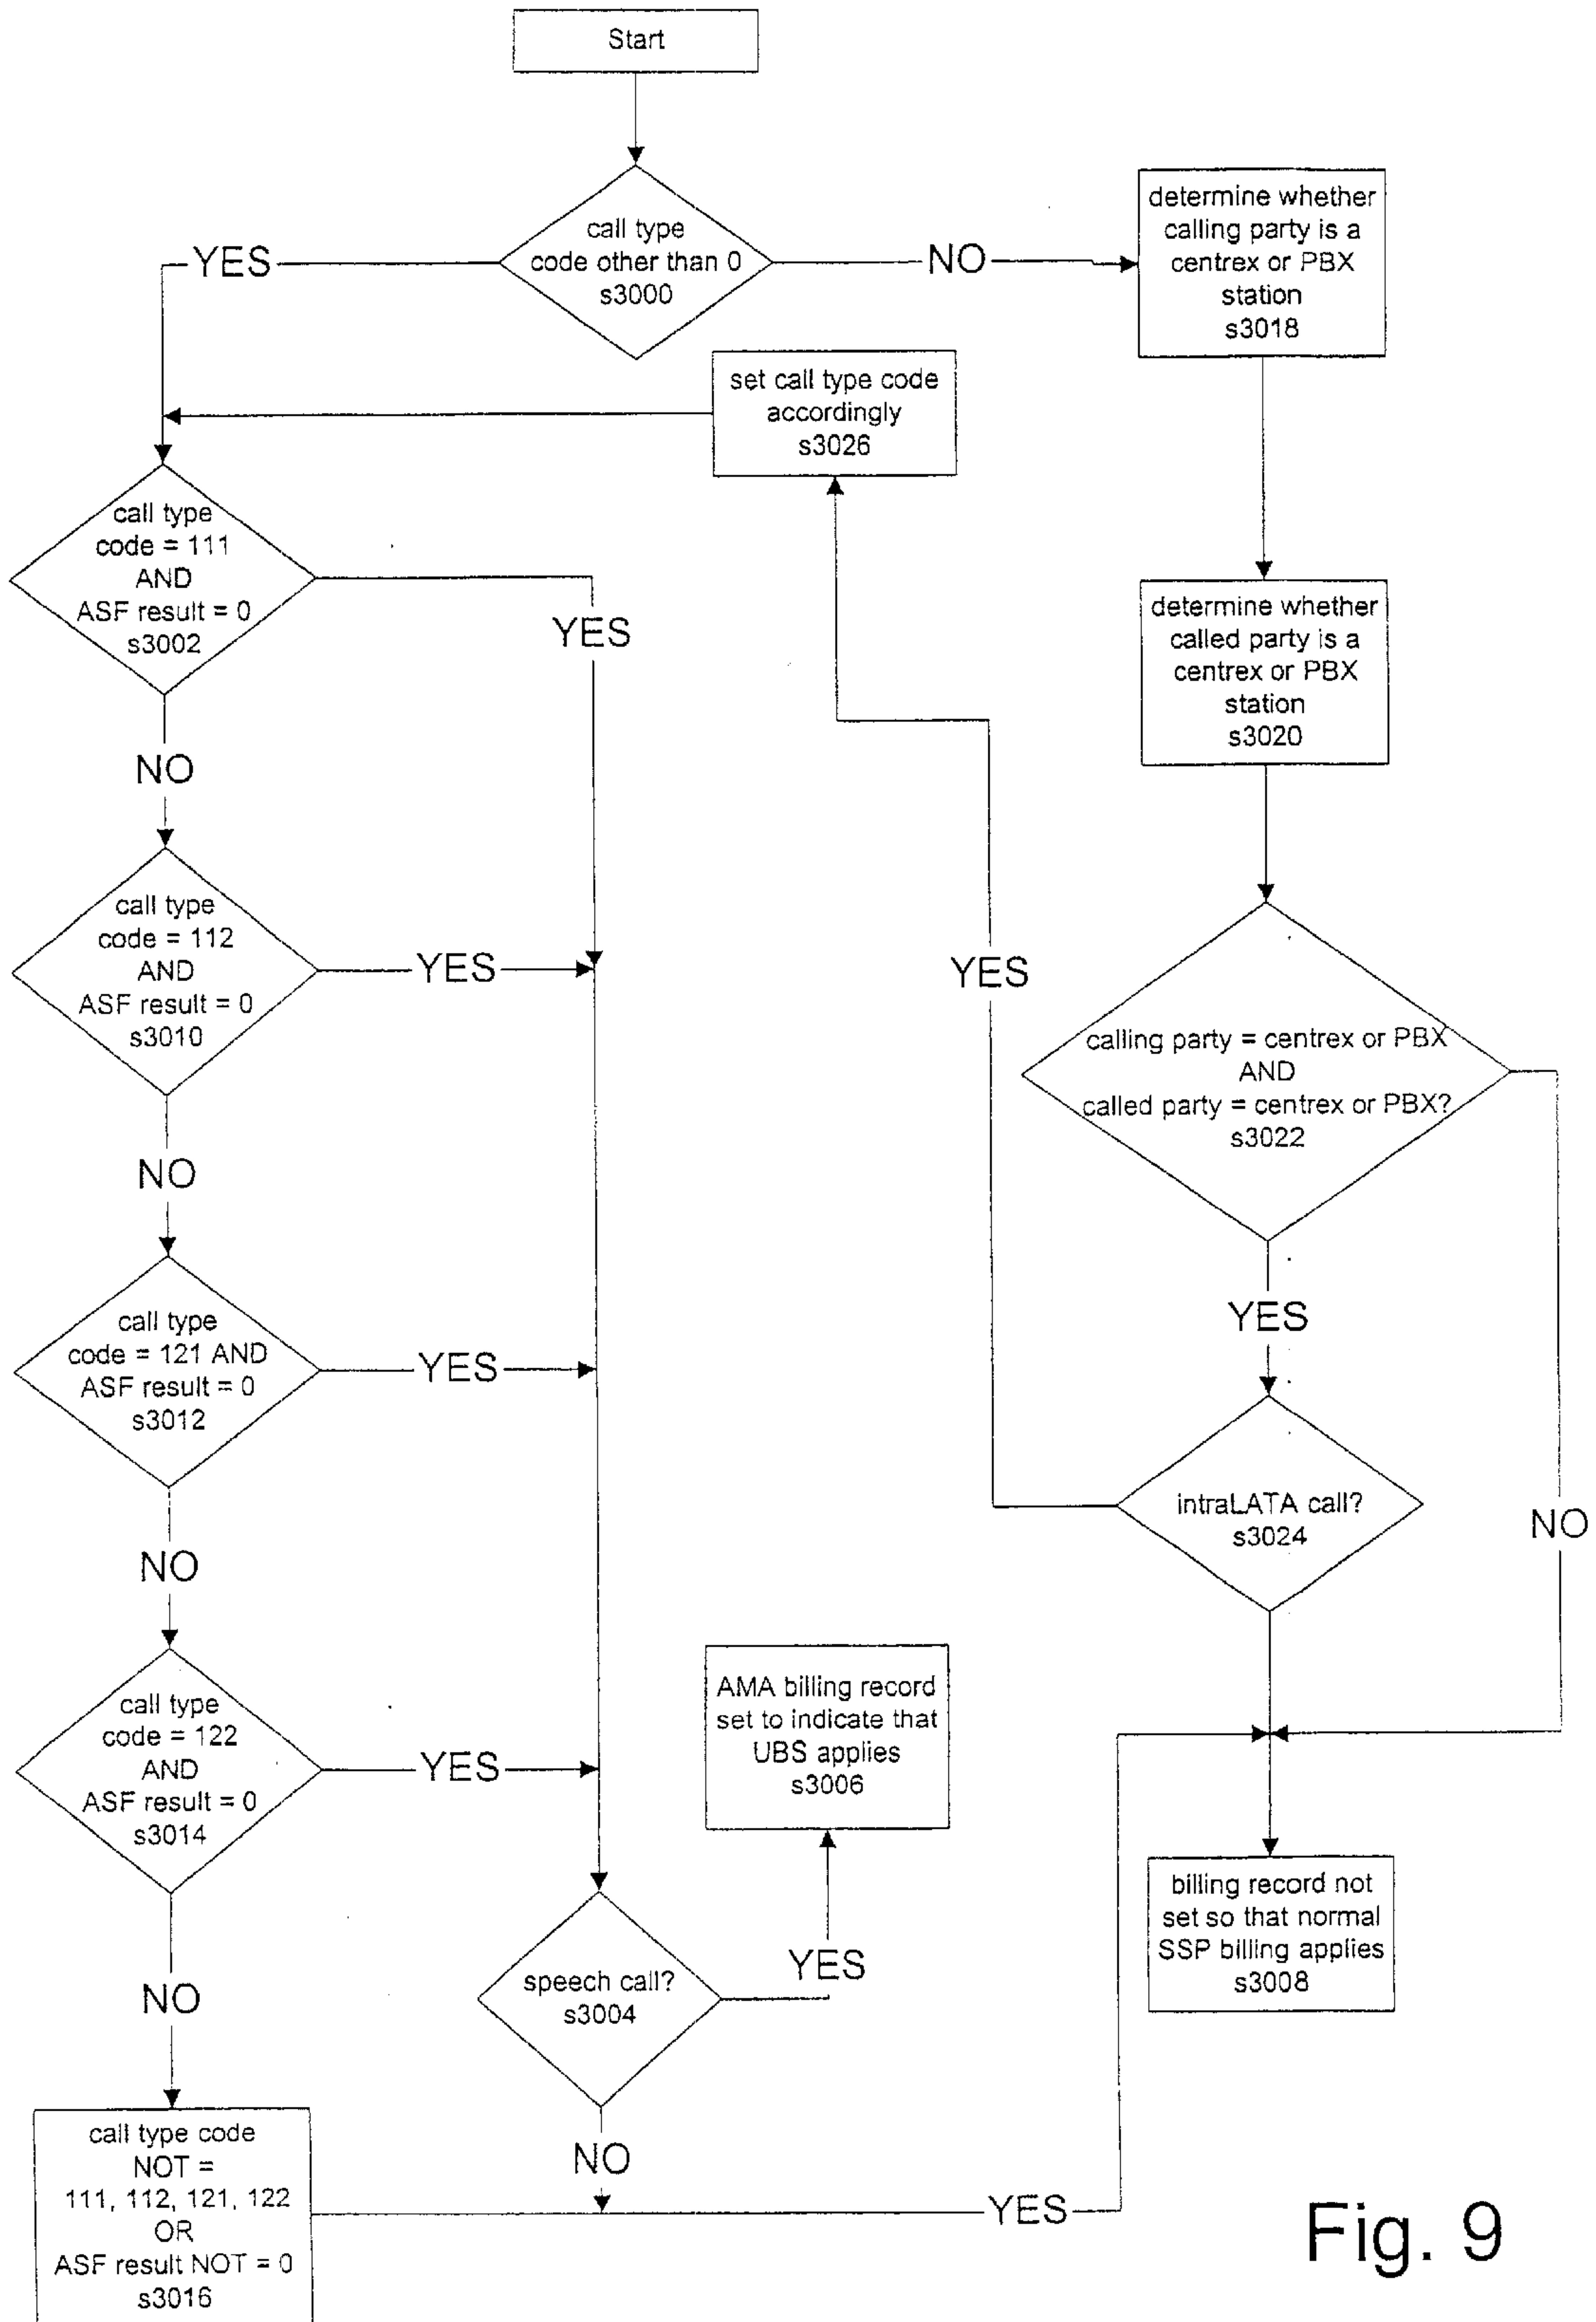 Start
call type
code other than 0
s3000
YES
NO
determine whether
calling party is a
centrex or PBX
station
s3018
set call type code
accordingly
s3026
call type
code = 111
AND
ASF result = 0
s3002
YES
NO
determine whether
called party is a
centrex or PBX
station
s3020
call type
code = 112
AND
ASF result = 0
s3010
YES
NO
YES
calling party = centrex or PBX
AND
called party = centrex or PBX?
s3022
YES
NO
call type
code = 121 AND
ASF result = 0
s3012
YES
NO
intraLATA call?
s3024
call type
code = 122
AND
ASF result = 0
s3014
YES
NO
AMA billing record
set to indicate that
UBS applies
s3006
speech call?
s3004
YES
NO
billing record not
set so that normal
SSP billing applies
s3008
call type code
NOT =
111, 112, 121, 122
OR
ASF result NOT = 0
s3016
YES
Fig. 9